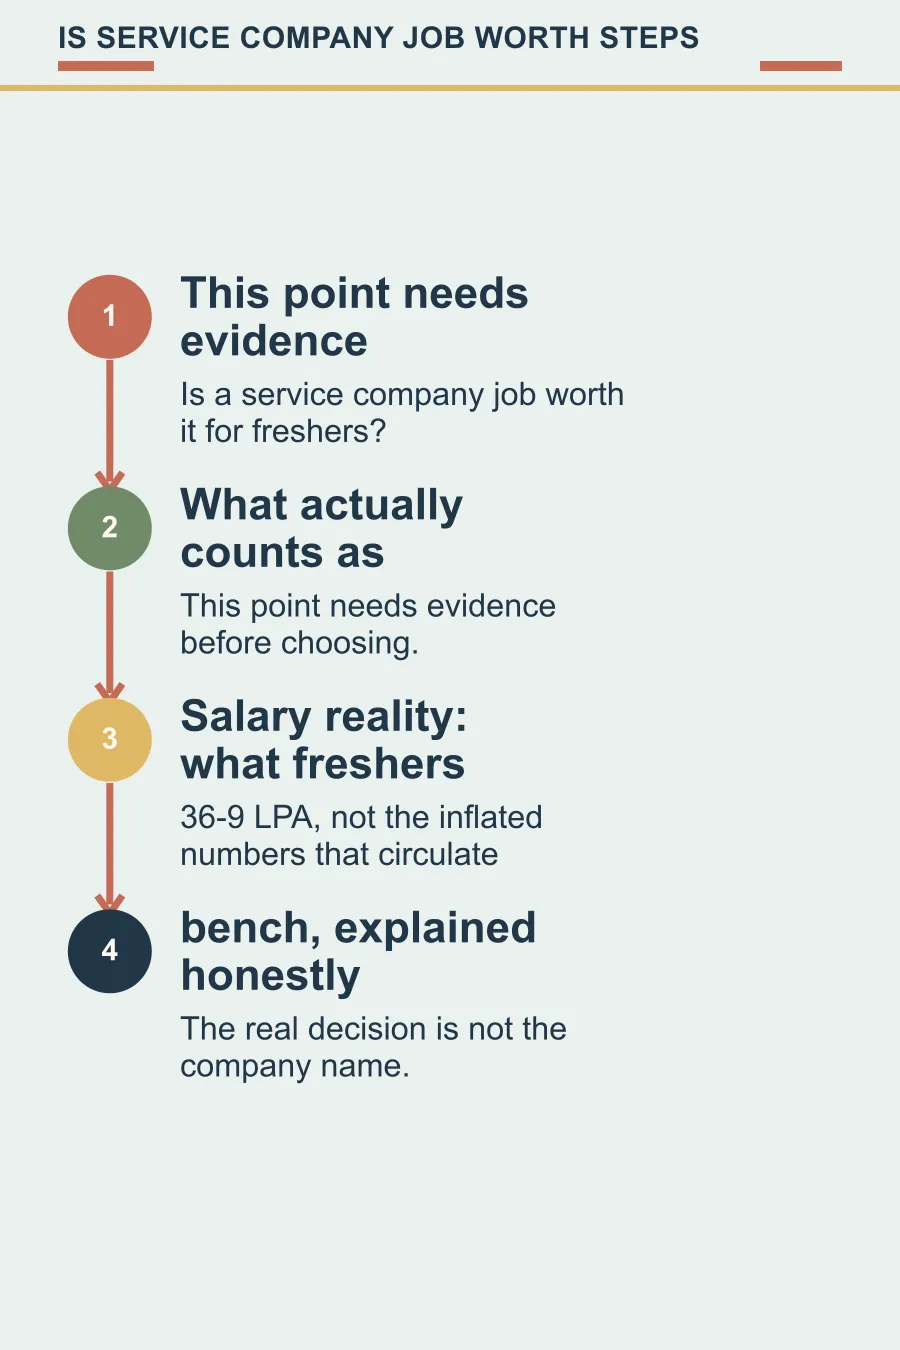 IS SERVICE COMPANY JOB WORTH STEPS
1
This point needs
evidence
Is a service company job worth
it for freshers?
2
What actually
counts as
This point needs evidence
before choosing.
3
Salary reality:
what freshers
36-9 LPA, not the inflated
numbers that circulate
4
bench, explained
honestly
The real decision is not the
company name.